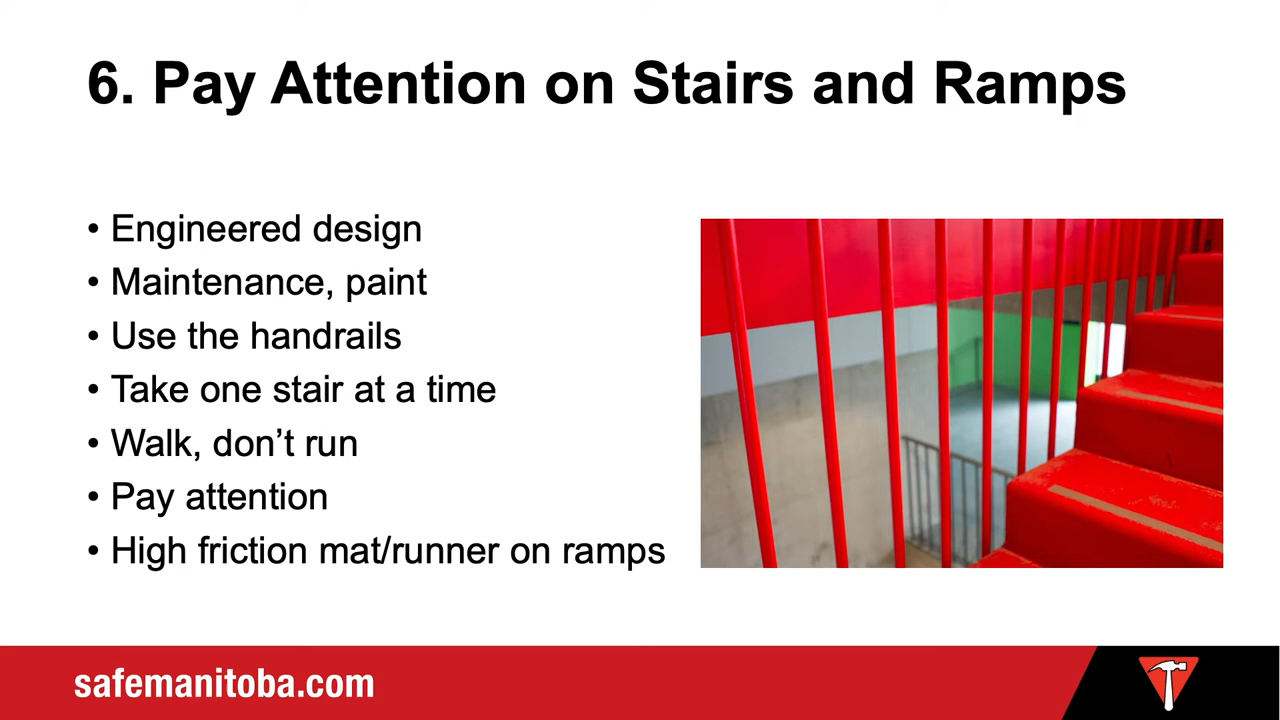 6. Pay Attention on Stairs and Ramps
• Engineered design
• Maintenance, paint
• Use the handrails
• Take one stair at a time
• Walk, don’t run
• Pay attention
• High friction mat/runner on ramps
safemanitoba.com